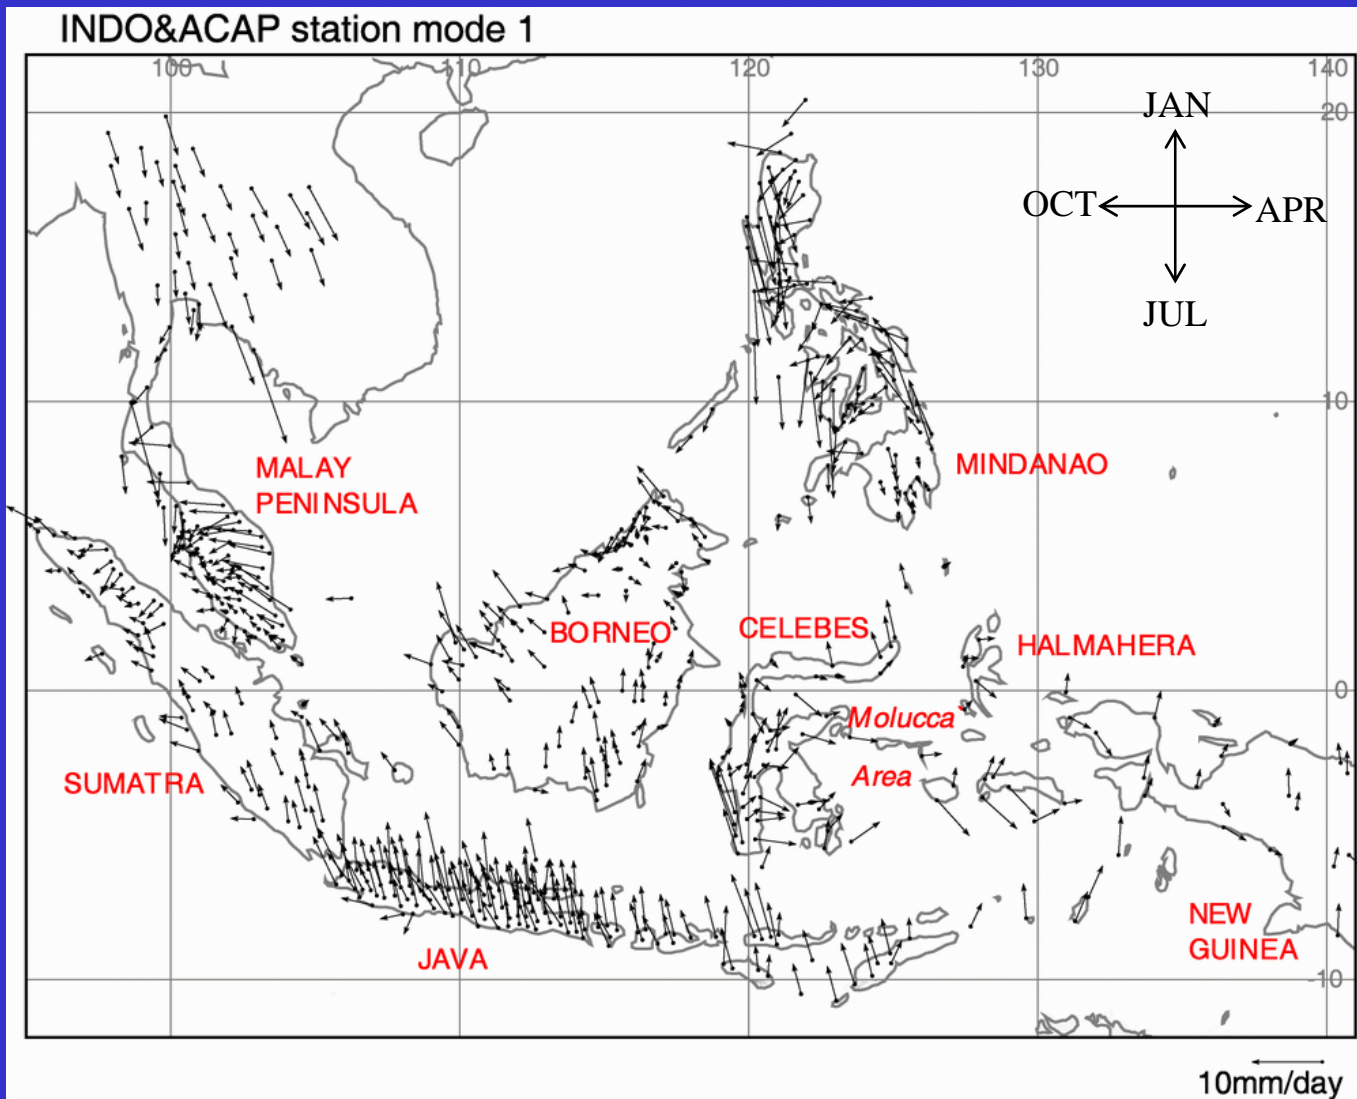 INDO&ACAP station mode 1
100 110 120 130 140
JAN
20
OCT APR
JUL
10
MALAY
PENINSULA
MINDANAO
BORNEO
CELEBES
HALMAHERA
0
Molucca
SUMATRA
Area
NEW
GUINEA
JAVA
-10
10mm/day